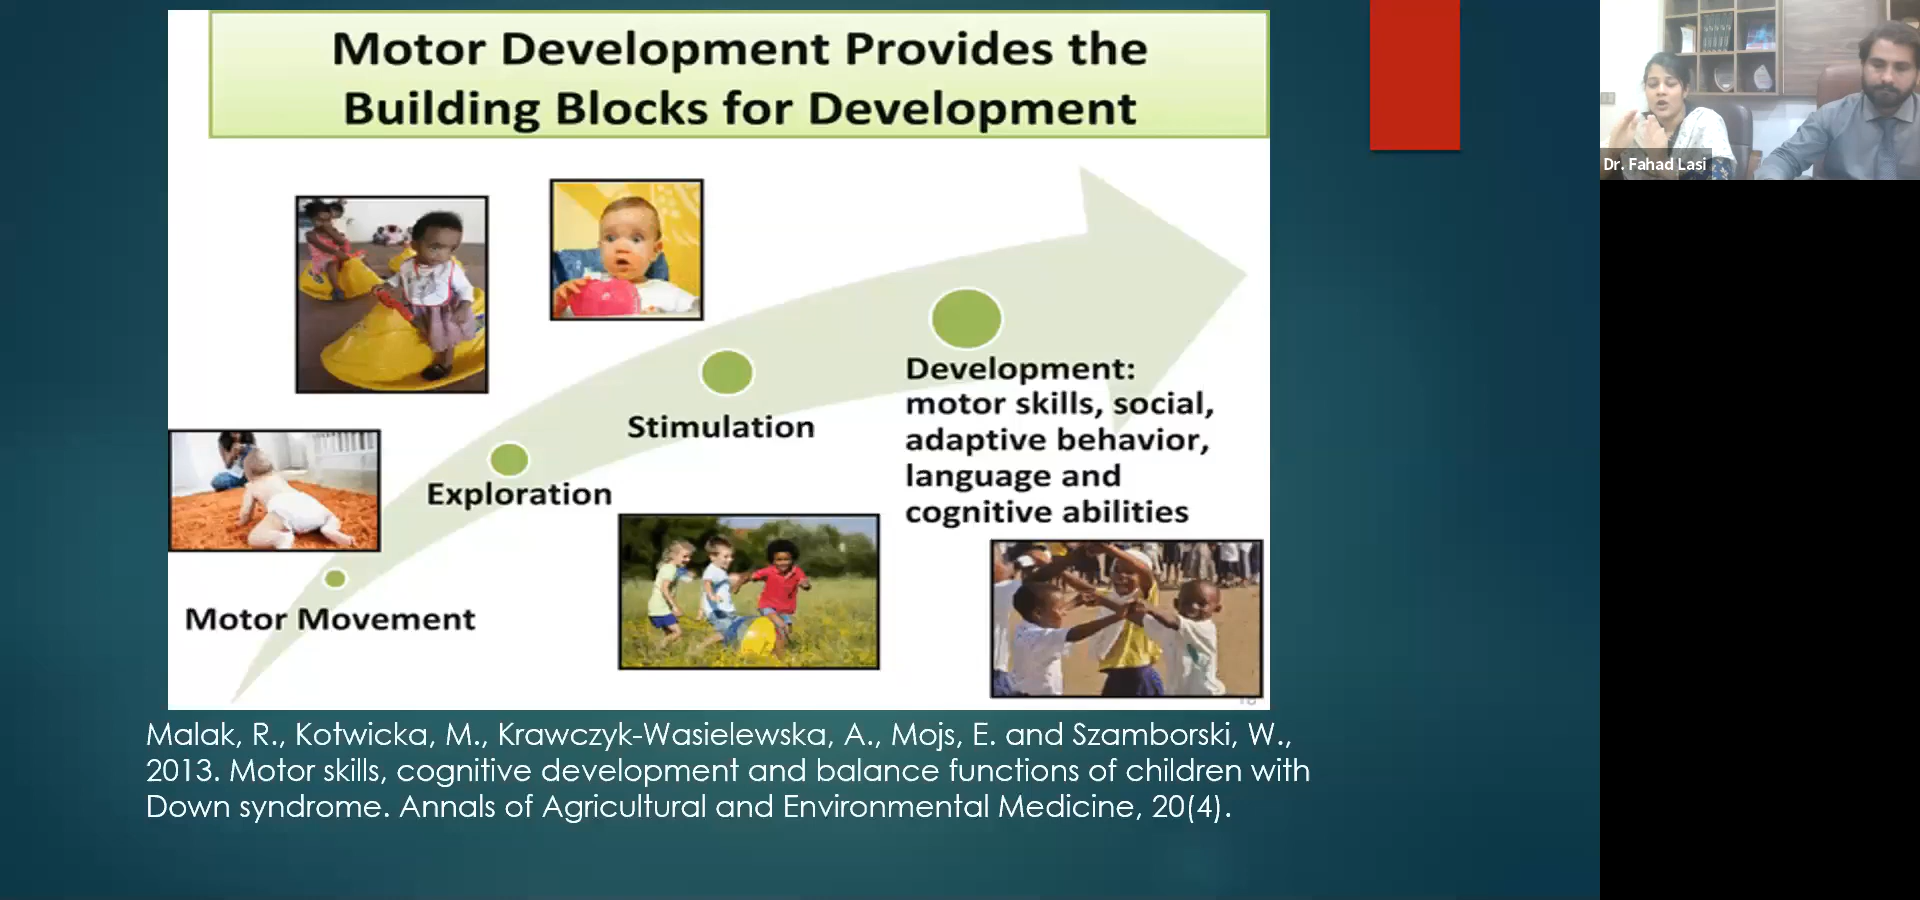 Motor Development Provides the
Building Blocks for Development
Dr. Fahad Lasi
Development:
motor skills, social,
adaptive behavior,
language and
cognitive abilities
Stimulation
Exploration
Motor Movement
Malak, R., Kotwicka, M., Krawczyk-Wasielewska, A., Mojs, E. and Szamborski, W.,
2013. Motor skills, cognitive development and balance functions of children with
Down syndrome. Annals of Agricultural and Environmental Medicine, 20(4).